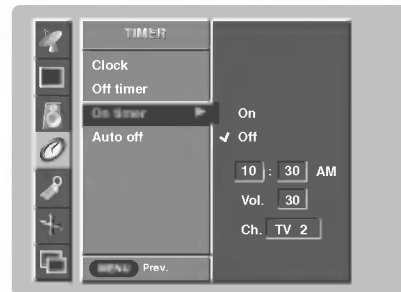 TIMER
Clock
Off timer
On timer
Auto off
On
✔ Off
10 : 30 AM
Vol. 30
Ch. TV 2
MENU Prev.